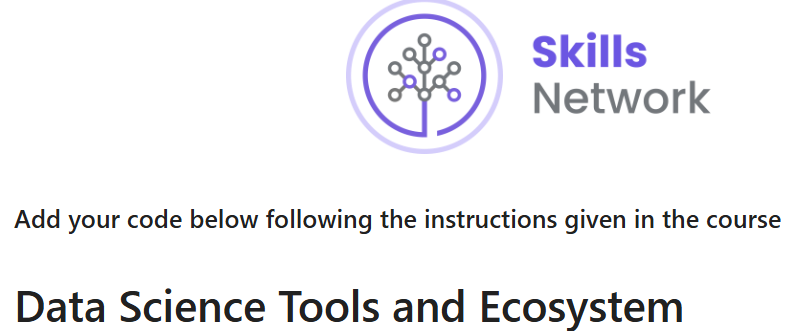 Skills
Network
Add your code below following the instructions given in the course
Data Science Tools and Ecosystem